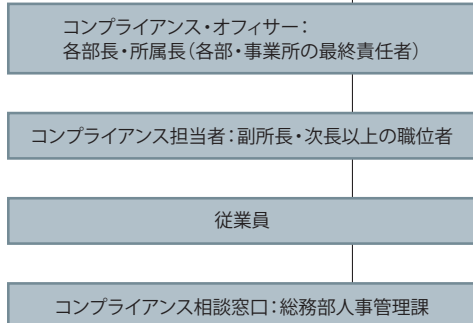 コンプライアンス・オフィサー：
各部長・所属長（各部・事業所の最終責任者）
コンプライアンス担当者：副所長・次長以上の職位者
従業員
コンプライアンス相談窓口：総務部人事管理課